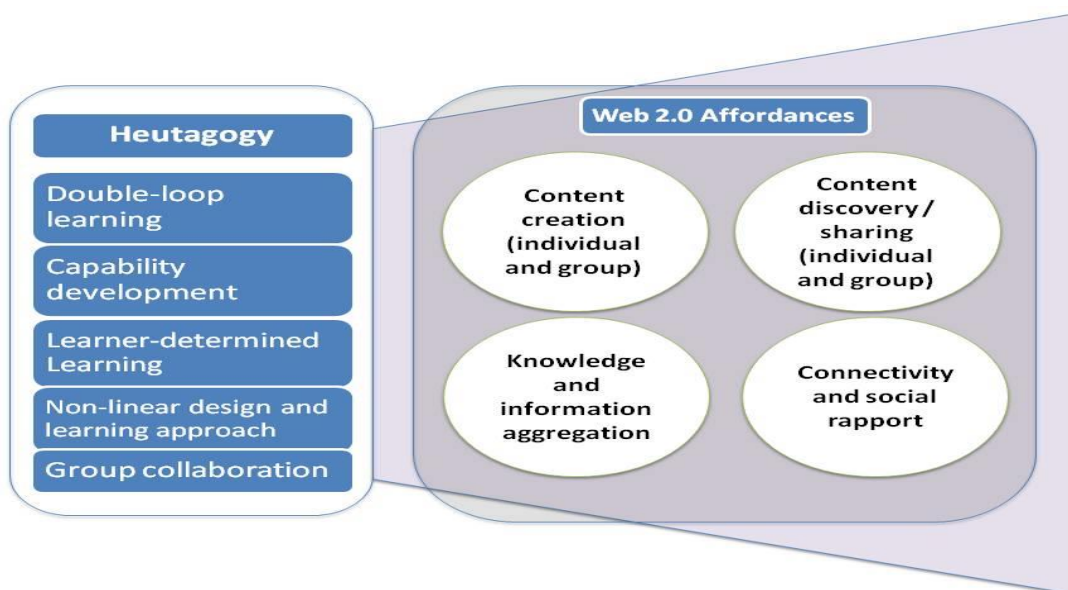 Heutagogy
Double-loop
learning
Capability
development
Learner-determined
Learning
Non-linear design and
learning approach
Group collaboration
Web 2.0 Affordances
Content
creation
(individual
and group)
Content
discovery /
sharing
(individual
and group)
Knowledge
and
information
aggregation
Connectivity
and social
rapport